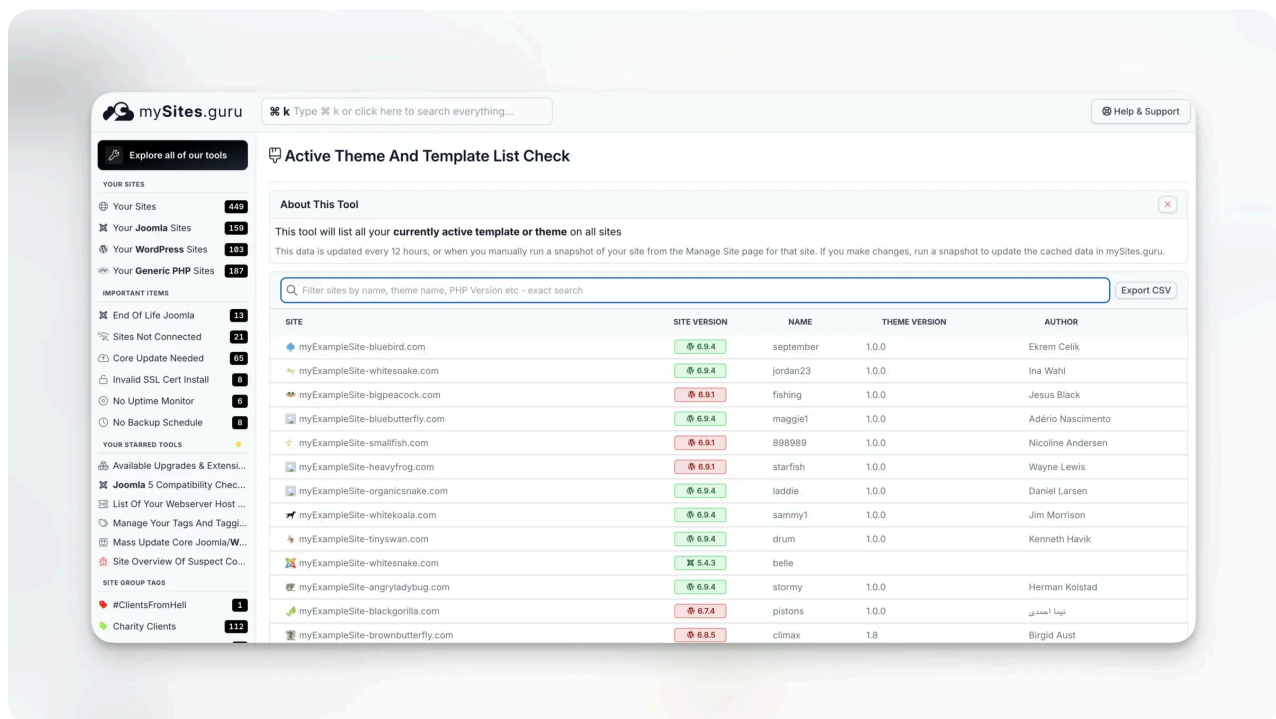 mySites.guru
⌘ k Type ⌘ k or click here to search everything...
Help & Support
Explore all of our tools
YOUR SITES
Your Sites 449
Your Joomla Sites 159
Your WordPress Sites 103
Your Generic PHP Sites 187
IMPORTANT ITEMS
End Of Life Joomla 13
Sites Not Connected 21
Core Update Needed 65
Invalid SSL Cert Install 8
No Uptime Monitor 6
No Backup Schedule 8
YOUR STARRED TOOLS
Available Upgrades & Extensi...
Joomla 5 Compatibility Chec...
List Of Your Webserver Host ...
Manage Your Tags And Taggi...
Mass Update Core Joomla/W...
Site Overview Of Suspect Co...
SITE GROUP TAGS
#ClientsFromHell 1
Charity Clients 112
Active Theme And Template List Check
About This Tool
This tool will list all your currently active template or theme on all sites
This data is updated every 12 hours, or when you manually run a snapshot of your site from the Manage Site page for that site. If you make changes, run a snapshot to update the cached data in mySites.guru.
Filter sites by name, theme name, PHP Version etc - exact search
Export CSV
SITE SITE VERSION NAME THEME VERSION AUTHOR
myExampleSite-bluebird.com 6.9.4 september 1.0.0 Ekrem Celik
myExampleSite-whitesnake.com 6.9.4 jordan23 1.0.0 Ina Wahl
myExampleSite-bigpeacock.com 6.9.1 fishing 1.0.0 Jesus Black
myExampleSite-bluebutterfly.com 6.9.4 maggie1 1.0.0 Adério Nascimento
myExampleSite-smallfish.com 6.9.1 898989 1.0.0 Nicoline Andersen
myExampleSite-heavyfrog.com 6.9.1 starfish 1.0.0 Wayne Lewis
myExampleSite-organicsnake.com 6.9.4 laddie 1.0.0 Daniel Larsen
myExampleSite-whitekoala.com 6.9.4 sammy1 1.0.0 Jim Morrison
myExampleSite-tinyswan.com 6.9.4 drum 1.0.0 Kenneth Havik
myExampleSite-whitesnake.com 5.4.3 belle
myExampleSite-angryladybug.com 6.9.4 stormy 1.0.0 Herman Kolstad
myExampleSite-blackgorilla.com 6.7.4 pistons 1.0.0 نیما احمدی
myExampleSite-brownbutterfly.com 6.8.5 climax 1.8 Birgid Aust